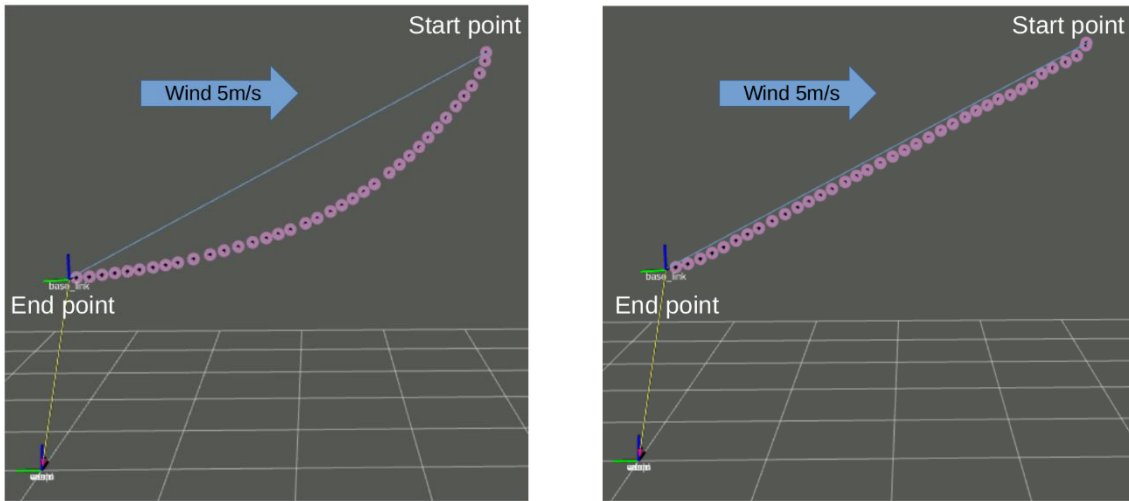 Start point
Wind 5m/s
base_link
End point
Start point
Wind 5m/s
base_link
End point